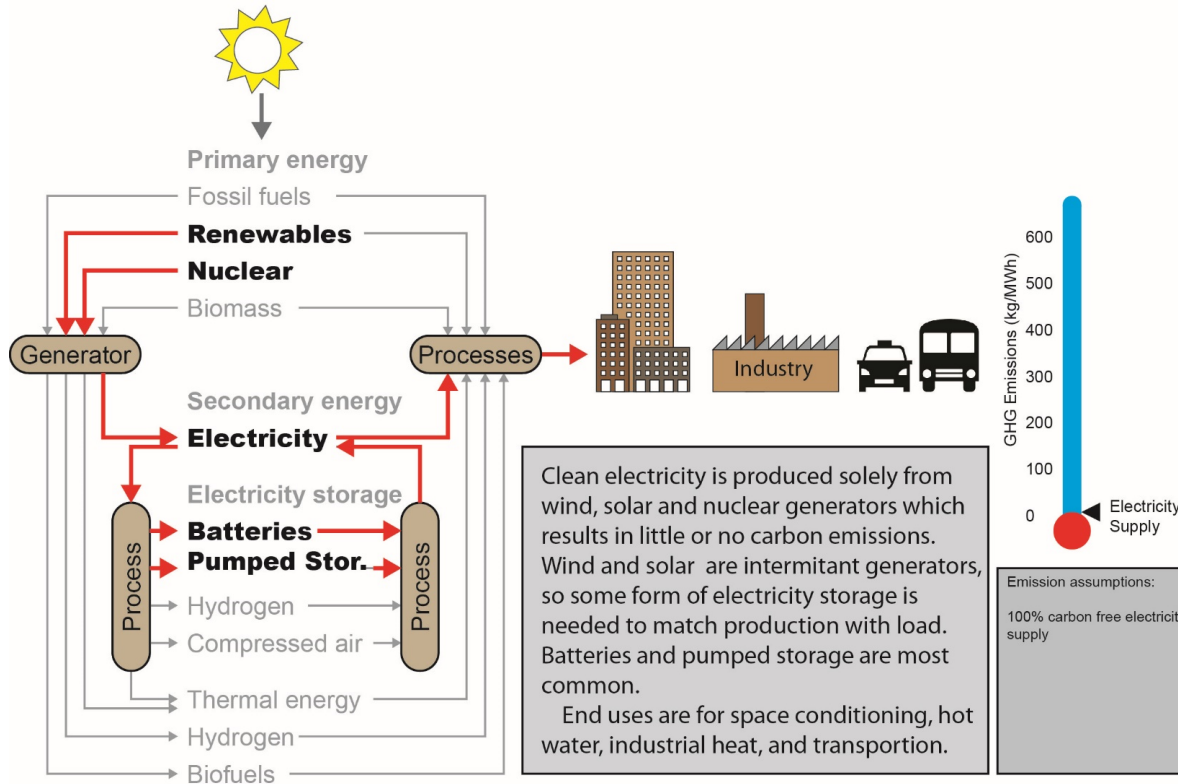 Primary energy
Fossil fuels
Renewables
Nuclear
Biomass
Generator
Processes
Secondary energy
Electricity
Electricity storage
Batteries
Pumped Stor.
Hydrogen
Compressed air
Process
Process
Thermal energy
Hydrogen
Biofuels
Industry
Clean electricity is produced solely from
wind, solar and nuclear generators which
results in little or no carbon emissions.
Wind and solar  are intermitant generators,
so some form of electricity storage is
needed to match production with load.
Batteries and pumped storage are most
common.
End uses are for space conditioning, hot
water, industrial heat, and transportion.
GHG Emissions (kg/MWh)
600
500
400
300
200
100
0
Electricity
Supply
Emission assumptions:
100% carbon free electricit
supply